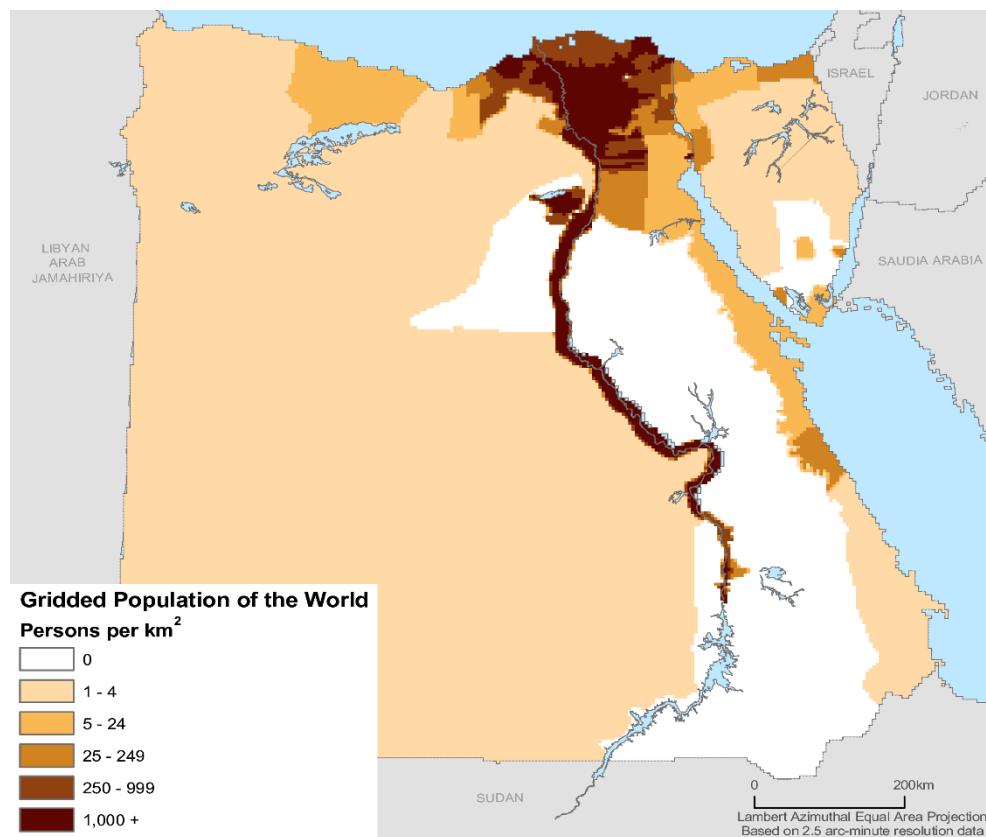 ISRAEL
JORDAN
LIBYAN
ARAB
JAMAHIRIYA
SAUDIA ARABIA
Gridded Population of the World
Persons per km²
0
1 - 4
5 - 24
25 - 249
250 - 999
1,000 +
SUDAN
0 200km
Lambert Azimuthal Equal Area Projection
Based on 2.5 arc-minute resolution data